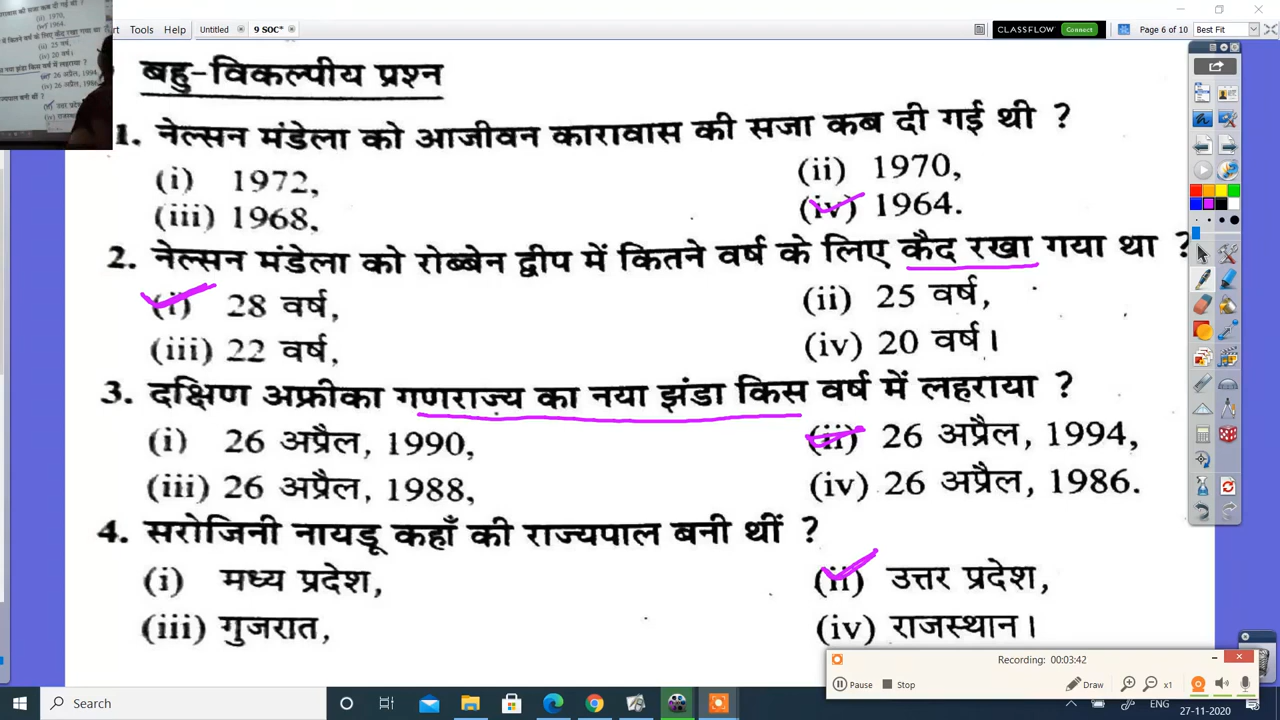 Tools Help Untitled 9 SOC* CLASSFLOW Connect Page 6 of 10 Best Fit
बहु-विकल्पीय प्रश्न
1. नेल्सन मंडेला को आजीवन कारावास की सजा कब दी गई थी ?
(i) 1972, (ii) 1970,
(iii) 1968, (iv) 1964.
2. नेल्सन मंडेला को रोब्बेन द्वीप में कितने वर्ष के लिए कैद रखा गया था ?
(i) 28 वर्ष, (ii) 25 वर्ष,
(iii) 22 वर्ष, (iv) 20 वर्ष।
3. दक्षिण अफ्रीका गणराज्य का नया झंडा किस वर्ष में लहराया ?
(i) 26 अप्रैल, 1990, (ii) 26 अप्रैल, 1994,
(iii) 26 अप्रैल, 1988, (iv) 26 अप्रैल, 1986.
4. सरोजिनी नायडू कहाँ की राज्यपाल बनी थीं ?
(i) मध्य प्रदेश, (ii) उत्तर प्रदेश,
(iii) गुजरात, (iv) राजस्थान।
Recording: 00:03:42
Pause Stop Draw x1
Search ENG
27-11-2020